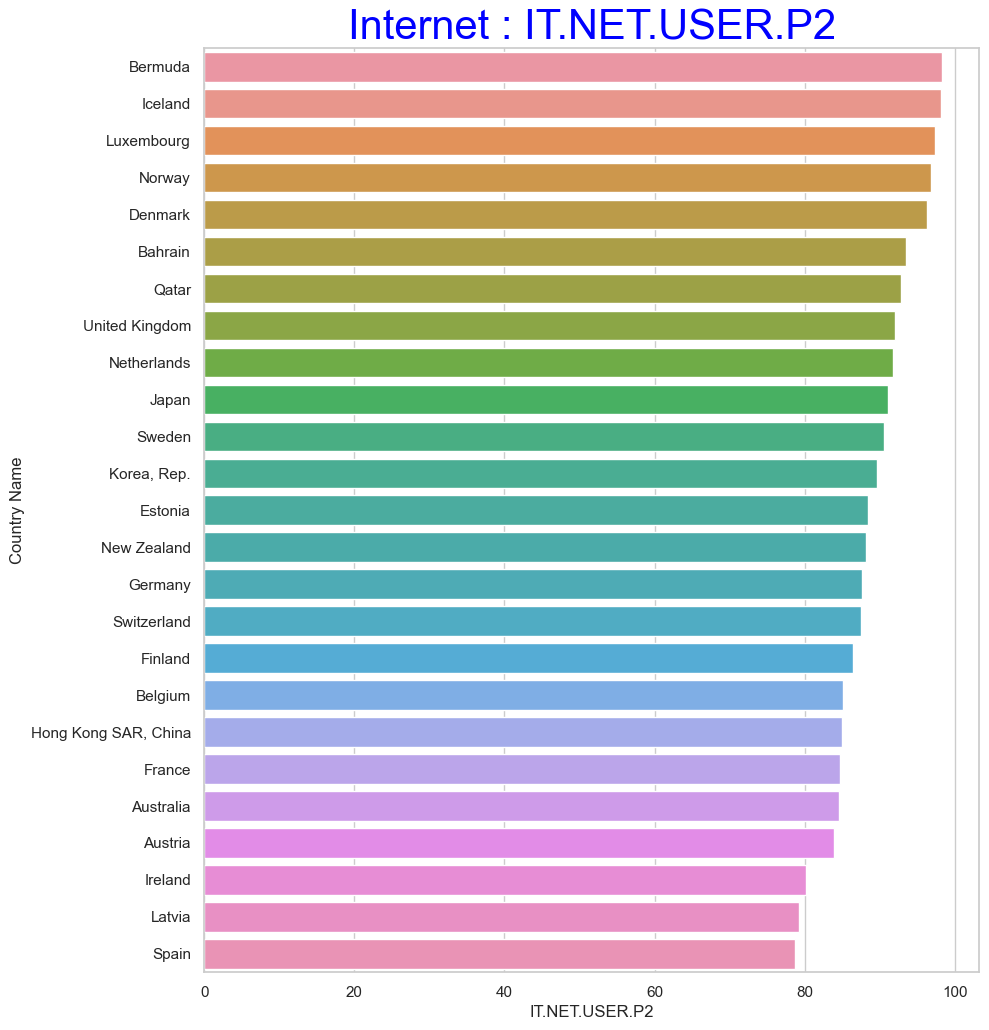 Internet : IT.NET.USER.P2
Bermuda
Iceland
Luxembourg
Norway
Denmark
Bahrain
Qatar
United Kingdom
Netherlands
Japan
Sweden
Korea, Rep.
Estonia
New Zealand
Germany
Switzerland
Finland
Belgium
Hong Kong SAR, China
France
Australia
Austria
Ireland
Latvia
Spain
Country Name
0 20 40 60 80 100
IT.NET.USER.P2